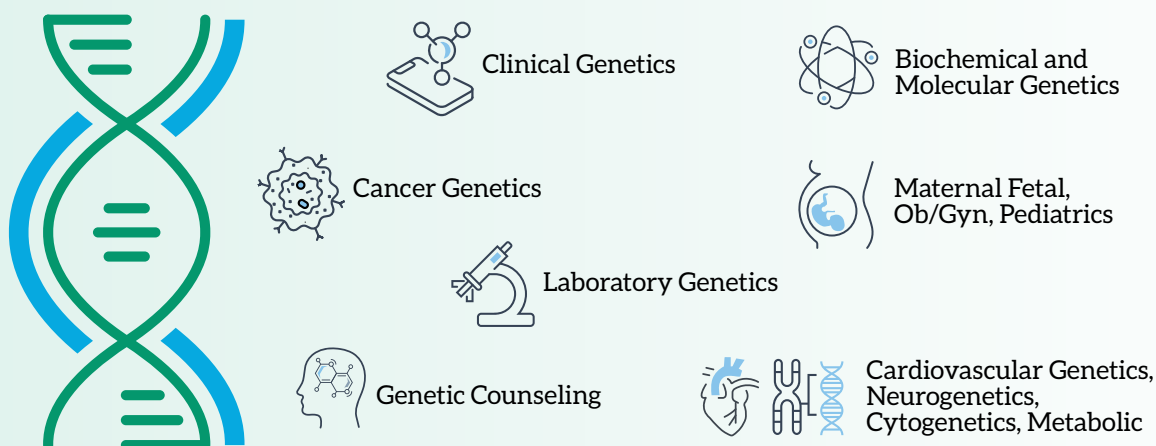 Clinical Genetics
Biochemical and
Molecular Genetics
Cancer Genetics
Maternal Fetal,
Ob/Gyn, Pediatrics
Laboratory Genetics
Genetic Counseling
Cardiovascular Genetics,
Neurogenetics,
Cytogenetics, Metabolic